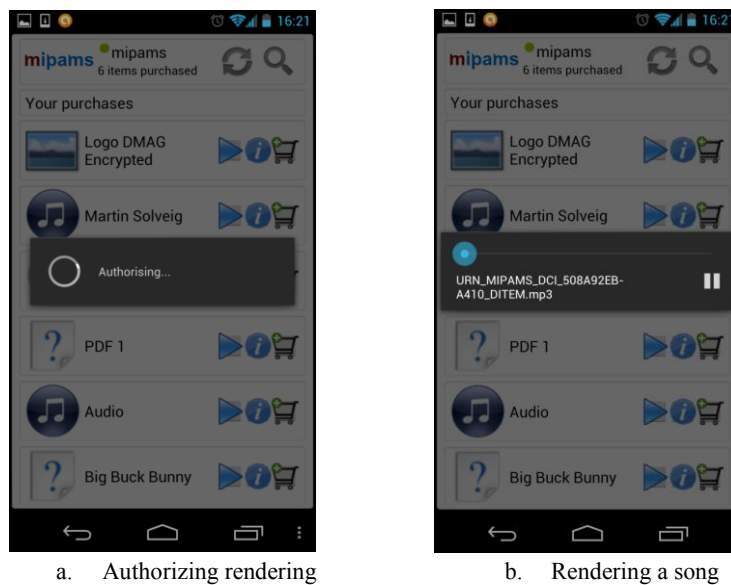 16:21
mipams
mipams
6 items purchased
Your purchases
Logo DMAG
Encrypted
Martin Solveig
Authorising...
PDF 1
Audio
Big Buck Bunny
a. Authorizing rendering
16:21
mipams
mipams
6 items purchased
Your purchases
Logo DMAG
Encrypted
Martin Solveig
URN_MIPAMS_DCI_508A92EB-
A410_DITEM.mp3
PDF 1
Audio
Big Buck Bunny
b. Rendering a song